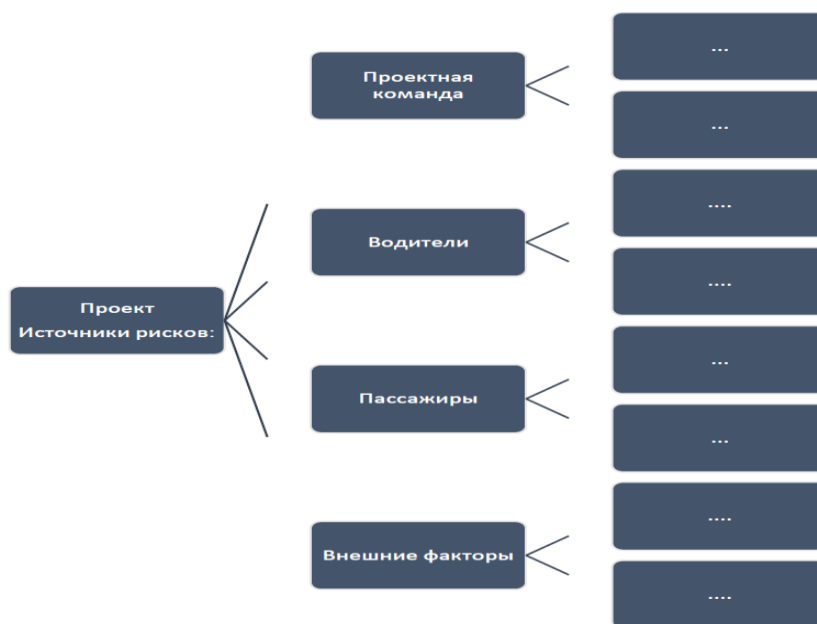 Проект
Источники рисков:
Проектная
команда
...
...
Водители
....
....
Пассажиры
...
...
Внешние факторы
....
....